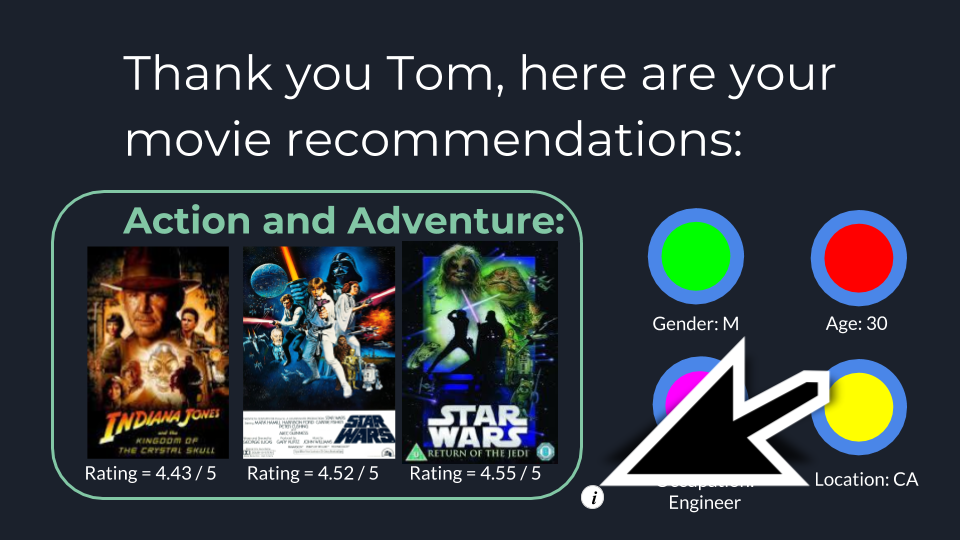 Thank you Tom, here are your
movie recommendations:
Action and Adventure:
INDIANA JONES
AND THE
KINGDOM OF
THE CRYSTAL SKULL
STAR
WARS
STAR
WARS
RETURN OF THE JEDI
Rating = 4.43 / 5
Rating = 4.52 / 5
Rating = 4.55 / 5
Gender: M
Age: 30
Occupation:
Engineer
Location: CA
i